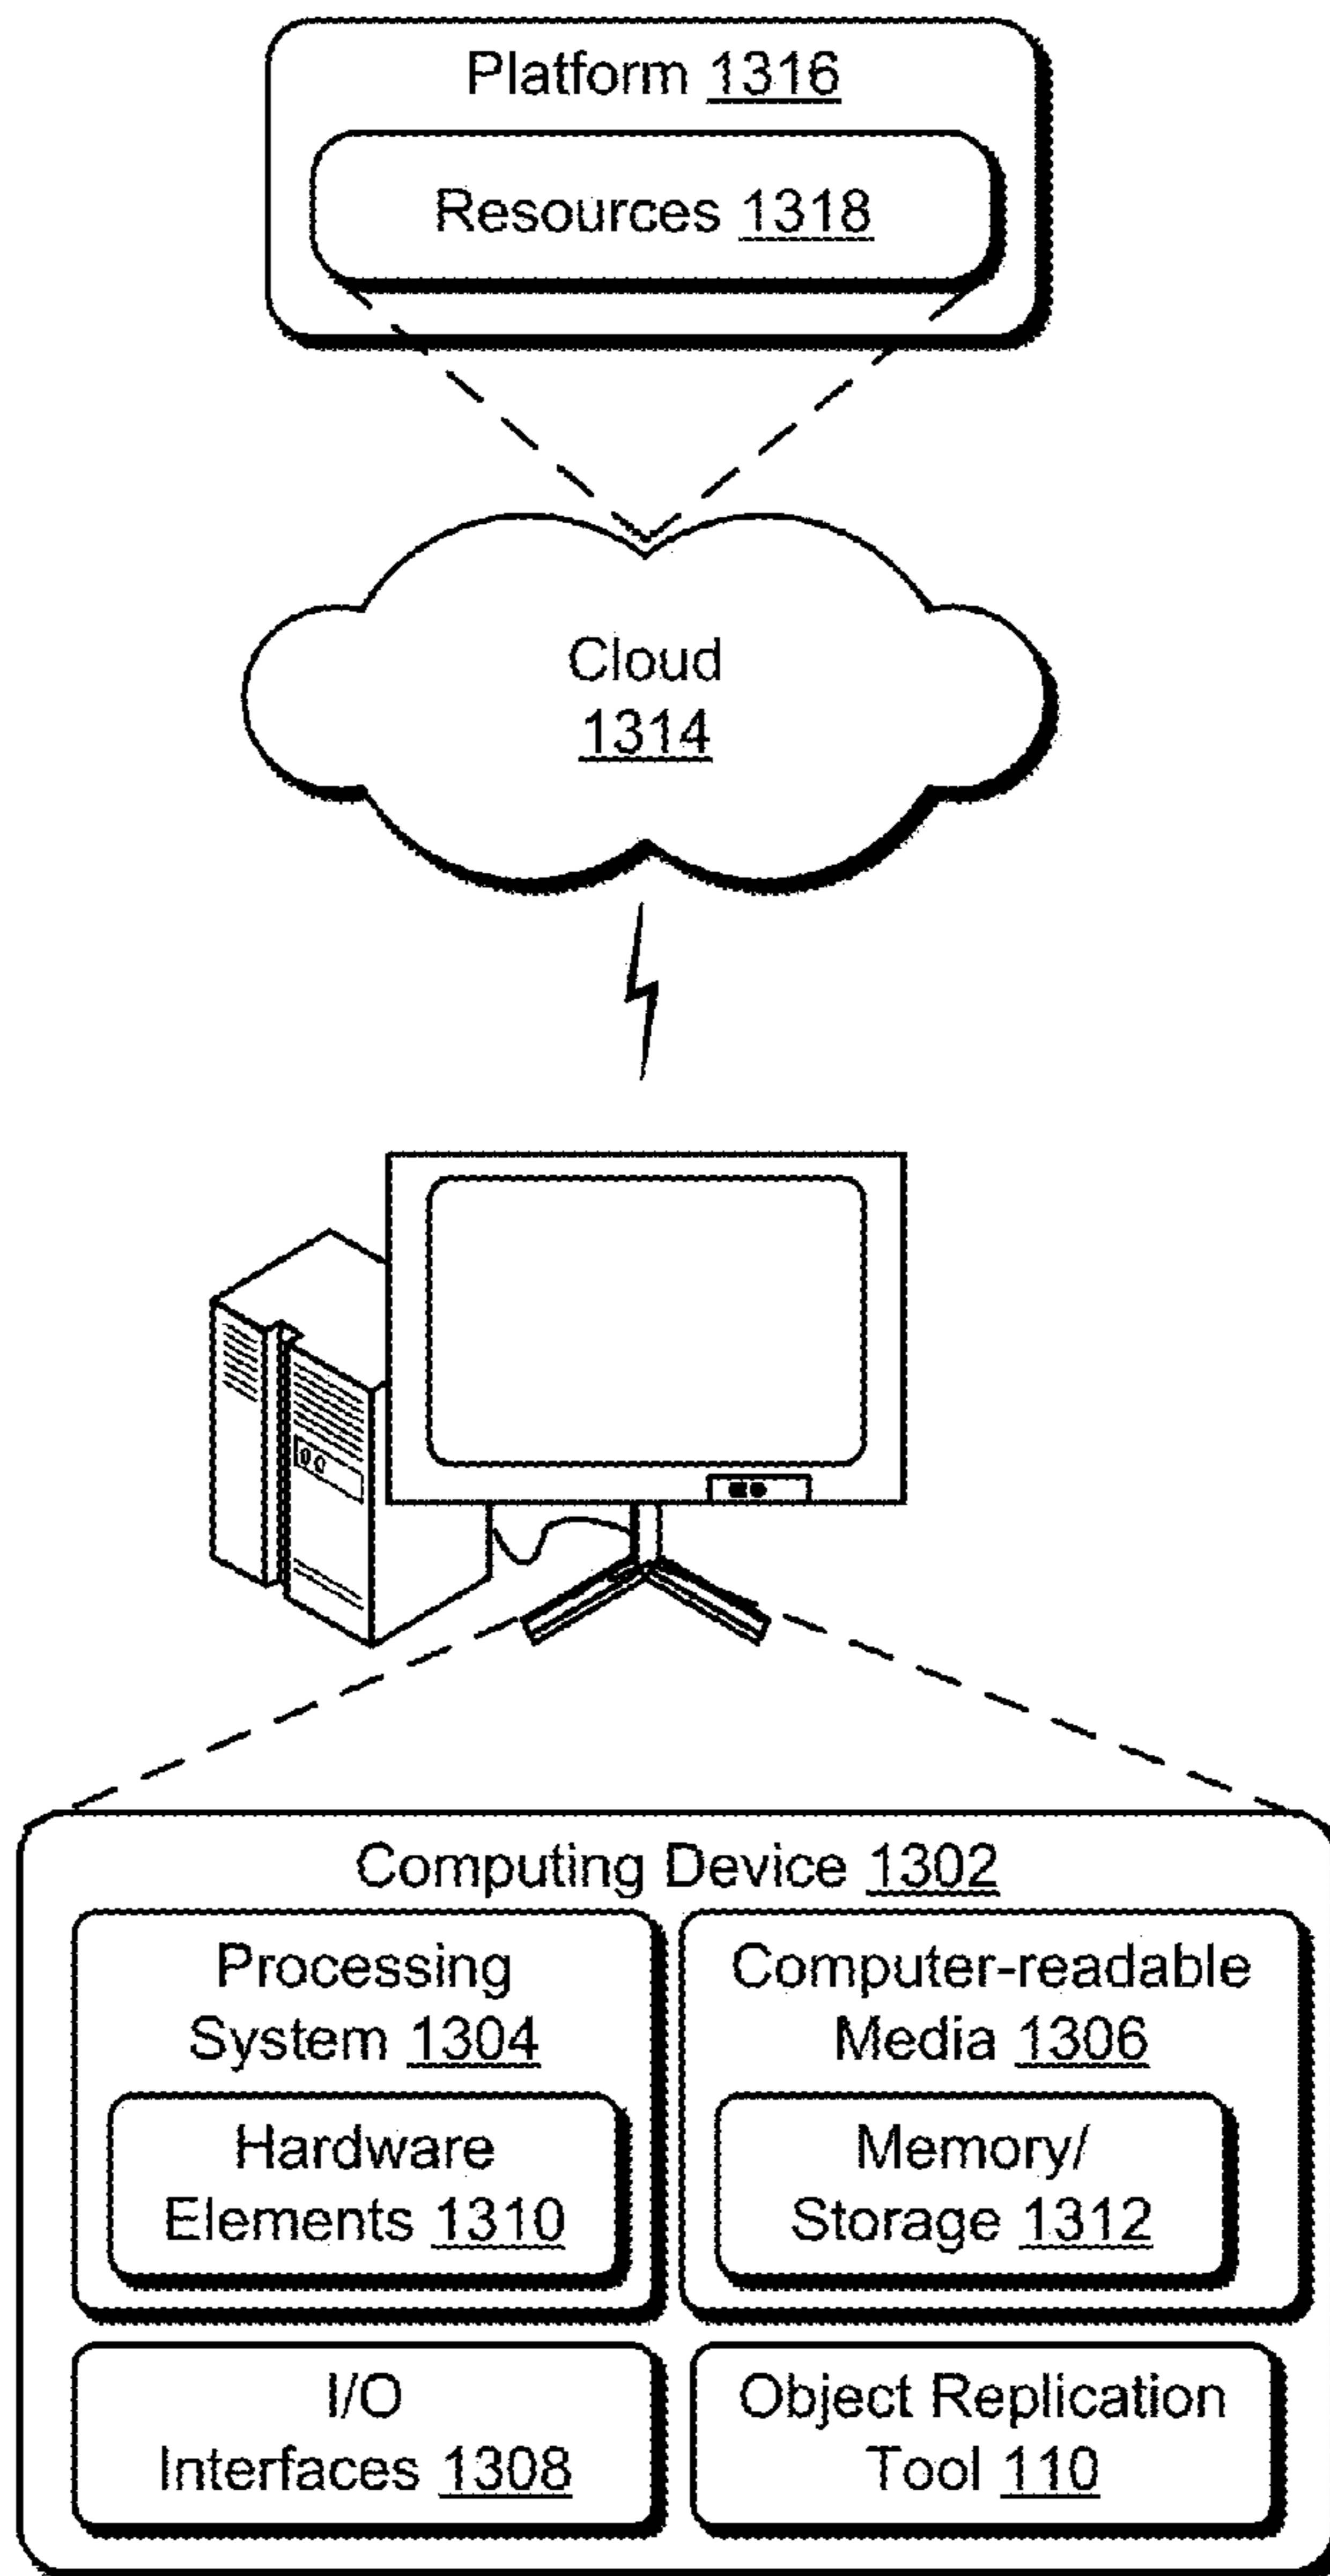 Platform 1316
Resources 1318
Cloud
1314
Computing Device 1302
Processing
System 1304
Hardware
Elements 1310
Computer-readable
Media 1306
Memory/
Storage 1312
I/O
Interfaces 1308
Object Replication
Tool 110